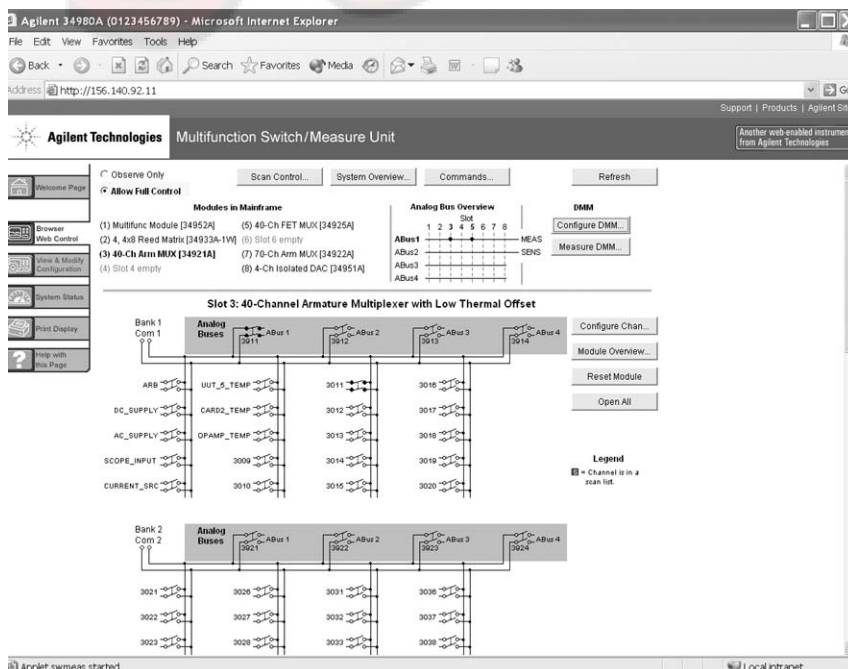 Agilent 34980A (0123456789) - Microsoft Internet Explorer
File Edit View Favorites Tools Help
Back Search Favorites Media
Address http://156.140.92.11 Go
Support | Products | Agilent Sit
Agilent Technologies Multifunction Switch/Measure Unit
Another web-enabled instrumen
from Agilent Technologies
Welcome Page
Browser
Web Control
View & Modify
Configuration
System Status
Print Display
Help with
this Page
Observe Only
Allow Full Control
Scan Control... System Overview... Commands... Refresh
Modules in Mainframe
(1) Multifunc Module [34952A] (5) 40-Ch FET MUX [34925A]
(2) 4, 4x8 Reed Matrix [34933A-1W] (6) Slot 6 empty
(3) 40-Ch Arm MUX [34921A] (7) 70-Ch Arm MUX [34922A]
(4) Slot 4 empty (8) 4-Ch Isolated DAC [34951A]
Analog Bus Overview
Slot
1 2 3 4 5 6 7 8
ABus1 MEAS
ABus2 SENS
ABus3
ABus4
DMM
Configure DMM...
Measure DMM...
Slot 3: 40-Channel Armature Multiplexer with Low Thermal Offset
Bank 1
Com 1
Analog
Buses
ABus 1 ABus 2 ABus 3 ABus 4
3911 3912 3913 3914
ARB UUT_5_TEMP 3011 3016
DC_SUPPLY CARD2_TEMP 3012 3017
AC_SUPPLY OPAMP_TEMP 3013 3018
SCOPE_INPUT 3009 3014 3019
CURRENT_SRC 3010 3015 3020
Configure Chan...
Module Overview...
Reset Module
Open All
Legend
S = Channel is in a
scan list.
Bank 2
Com 2
Analog
Buses
ABus 1 ABus 2 ABus 3 ABus 4
3921 3922 3923 3924
3021 3026 3031 3036
3022 3027 3032 3037
3023 3028 3033 3038
Applet swmeas started Local intranet